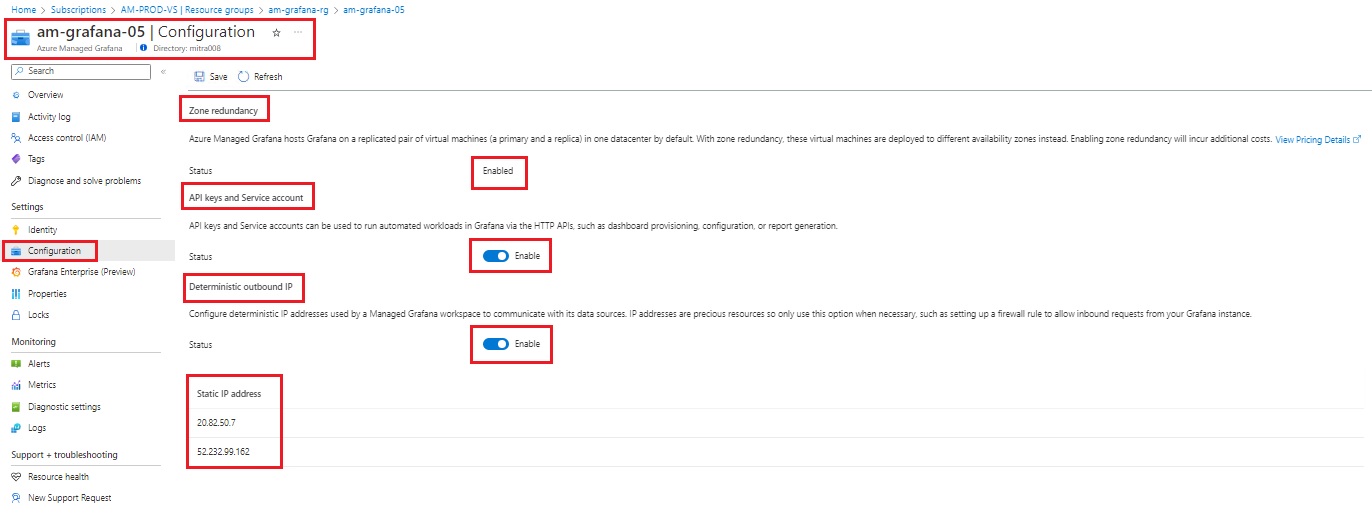 Home > Subscriptions > AM-PROD-VS | Resource groups > am-grafana-rg > am-grafana-05
am-grafana-05 | Configuration
Azure Managed Grafana
Directory: mitra008
Search
Save
Refresh
Overview
Activity log
Access control (IAM)
Tags
Diagnose and solve problems
Settings
Identity
Configuration
Grafana Enterprise (Preview)
Properties
Locks
Monitoring
Alerts
Metrics
Diagnostic settings
Logs
Support + troubleshooting
Resource health
New Support Request
Zone redundancy
Azure Managed Grafana hosts Grafana on a replicated pair of virtual machines (a primary and a replica) in one datacenter by default. With zone redundancy, these virtual machines are deployed to different availability zones instead. Enabling zone redundancy will incur additional costs. View Pricing Details
Status Enabled
API keys and Service account
API keys and Service accounts can be used to run automated workloads in Grafana via the HTTP APIs, such as dashboard provisioning, configuration, or report generation.
Status Enable
Deterministic outbound IP
Configure deterministic IP addresses used by a Managed Grafana workspace to communicate with its data sources. IP addresses are precious resources so only use this option when necessary, such as setting up a firewall rule to allow inbound requests from your Grafana instance.
Status Enable
Static IP address
20.82.50.7
52.232.99.162